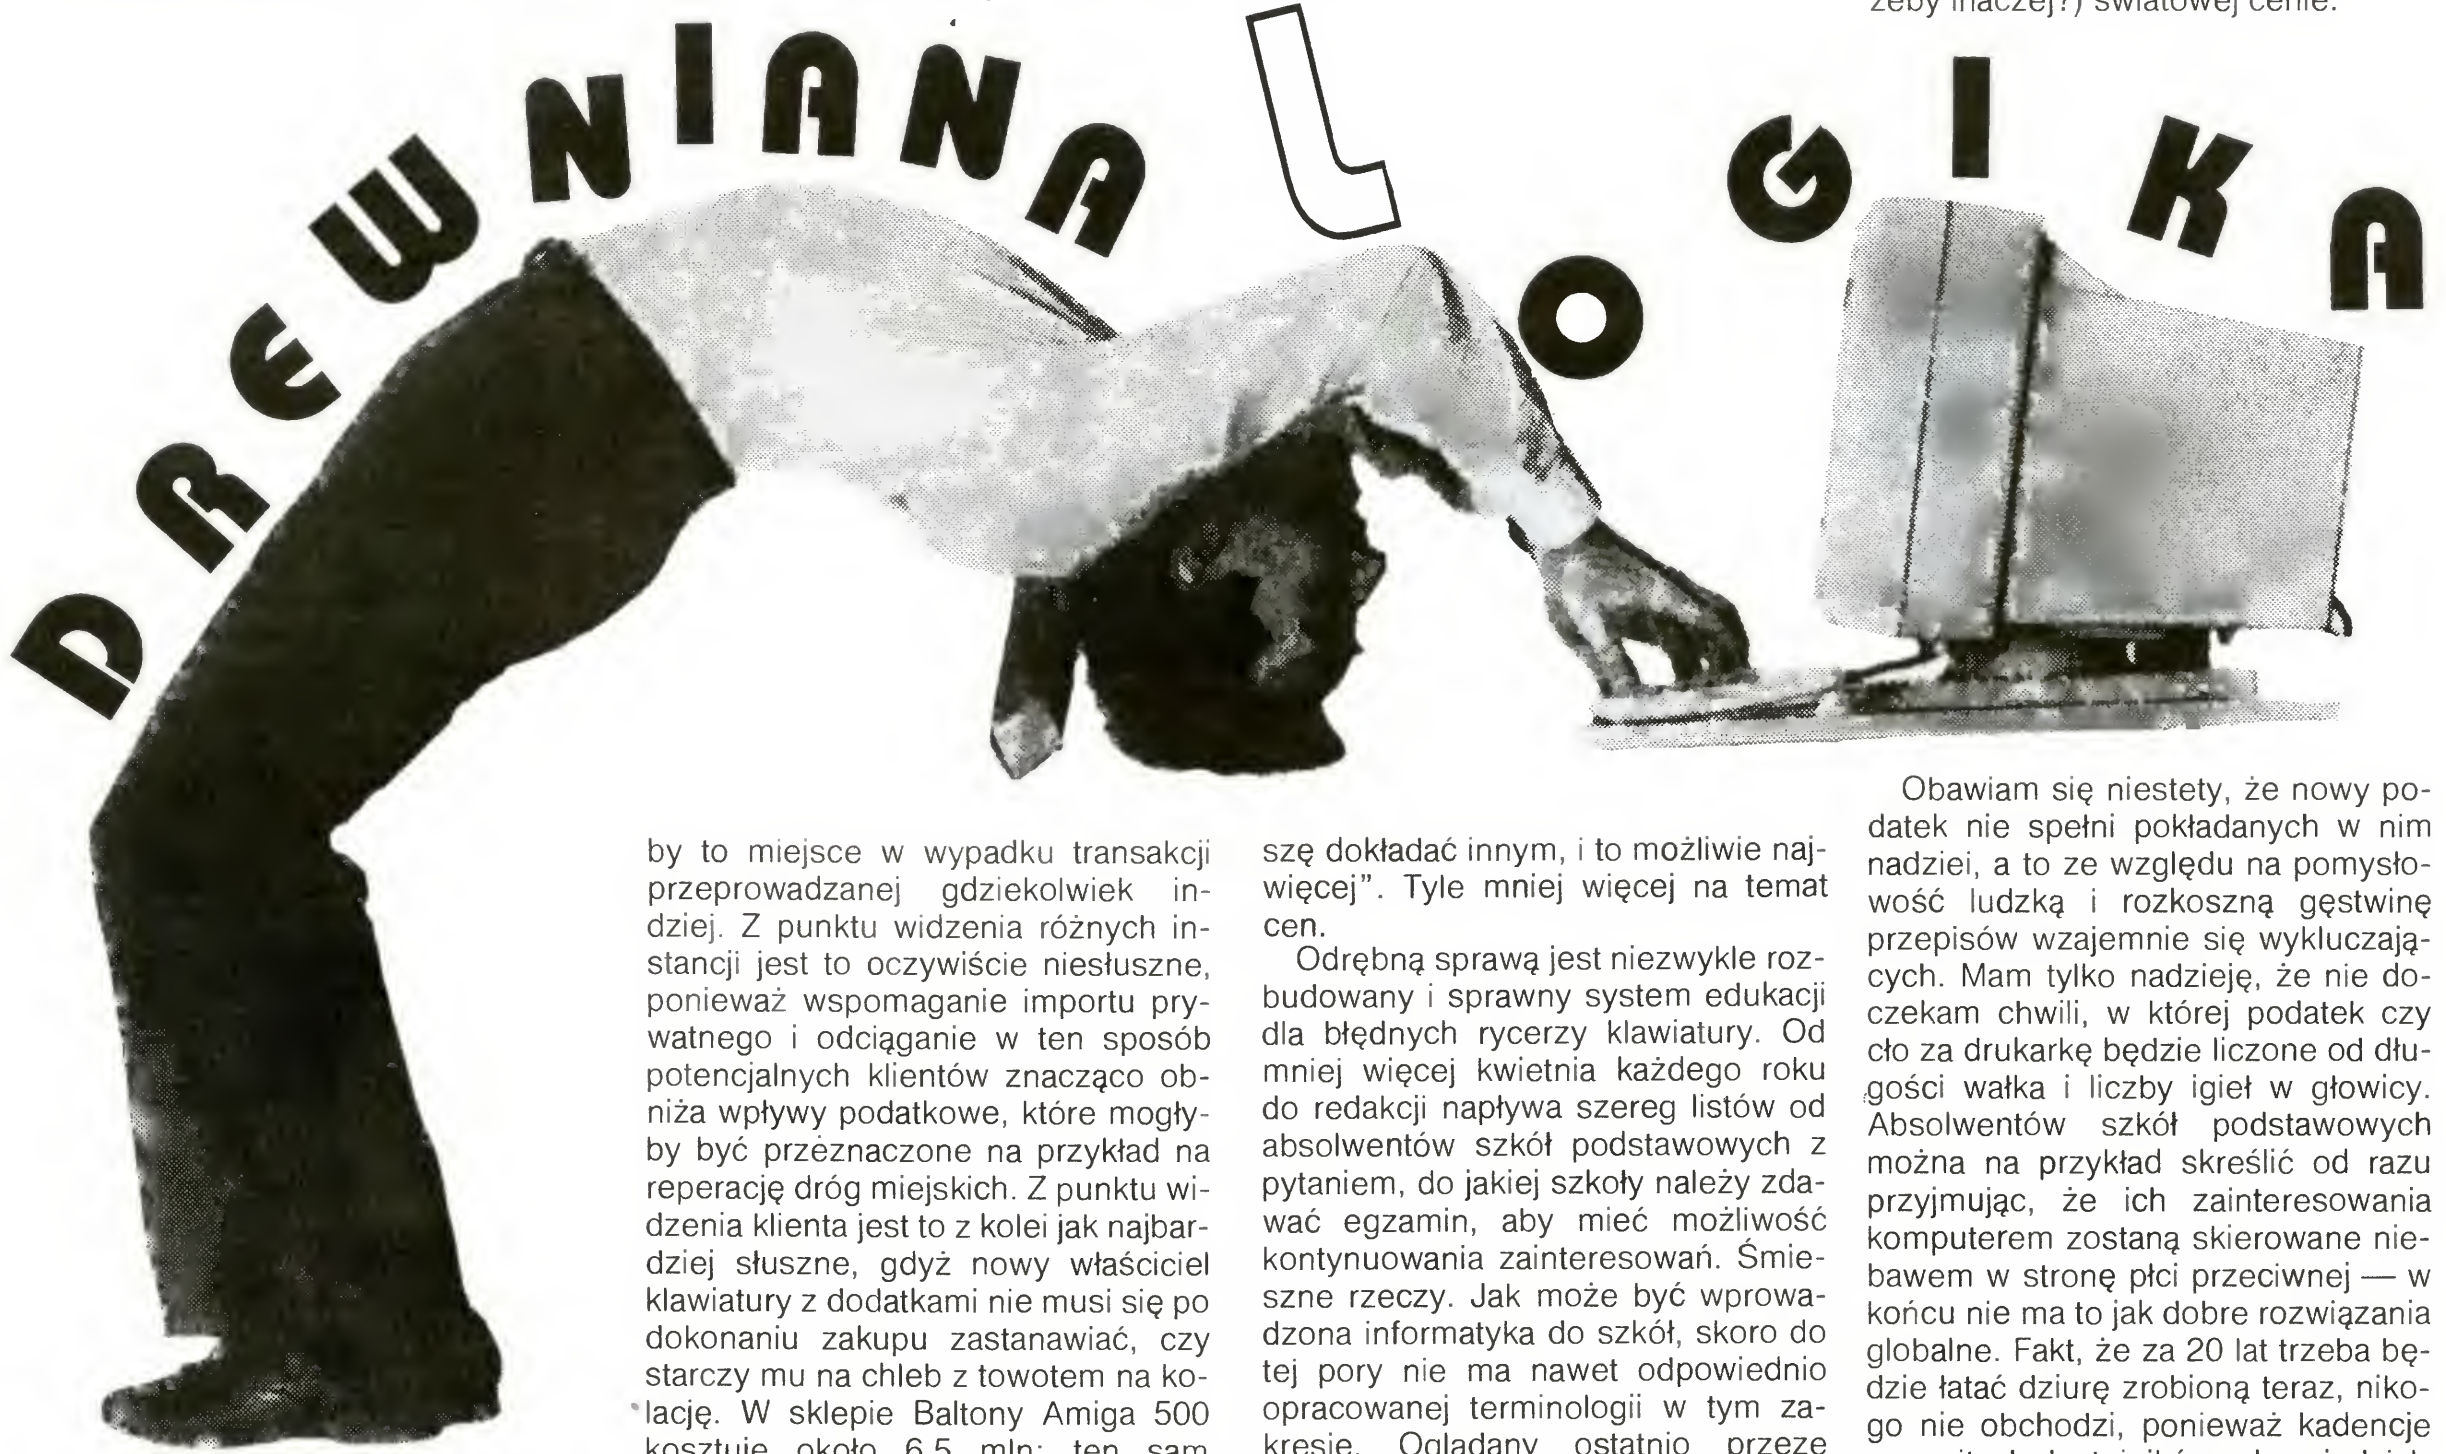 DREWNIANA LOGIKA
by to miejsce w wypadku transakcji
przeprowadzanej gdziekolwiek in-
dziej. Z punktu widzenia różnych in-
stancji jest to oczywiście niesłuszne,
ponieważ wspomaganie importu pry-
watnego i odciąganie w ten sposób
potencjalnych klientów znacząco ob-
niża wpływy podatkowe, które mogły-
by być przeznaczone na przykład na
reperację dróg miejskich. Z punktu wi-
dzenia klienta jest to z kolei jak najbar-
dziej słuszne, gdyż nowy właściciel
klawiatury z dodatkami nie musi się po
dokonaniu zakupu zastanawiać, czy
starczy mu na chleb z towotem na ko-
lację. W sklepie Baltony Amiga 500
kosztuje około 6,5 mln; ten sam
szę dokładać innym, i to możliwie naj-
więcej”. Tyle mniej więcej na temat
cen.
Odrębną sprawą jest niezwykle roz-
budowany i sprawny system edukacji
dla błędnych rycerzy klawiatury. Od
mniej więcej kwietnia każdego roku
do redakcji napływa szereg listów od
absolwentów szkół podstawowych z
pytaniem, do jakiej szkoły należy zda-
wać egzamin, aby mieć możliwość
kontynuowania zainteresowań. Śmie-
szne rzeczy. Jak może być wprowa-
dzona informatyka do szkół, skoro do
tej pory nie ma nawet odpowiednio
opracowanej terminologii w tym za-
kresie. Oglądany ostatnio przeze
żeby inaczej?) światowej cenie.
Obawiam się niestety, że nowy po-
datek nie spełni pokładanych w nim
nadziei, a to ze względu na pomysło-
wość ludzką i rozkoszną gęstwinę
przepisów wzajemnie się wykluczają-
cych. Mam tylko nadzieję, że nie do-
czekam chwili, w której podatek czy
cło za drukarkę będzie liczone od dłu-
gości wałka i liczby igieł w głowicy.
Absolwentów szkół podstawowych
można na przykład skreślić od razu
przyjmując, że ich zainteresowania
komputerem zostaną skierowane nie-
bawem w stronę płci przeciwnej — w
końcu nie ma to jak dobre rozwiązania
globalne. Fakt, że za 20 lat trzeba bę-
dzie łatać dziurę zrobioną teraz, niko-
go nie obchodzi, ponieważ kadencje